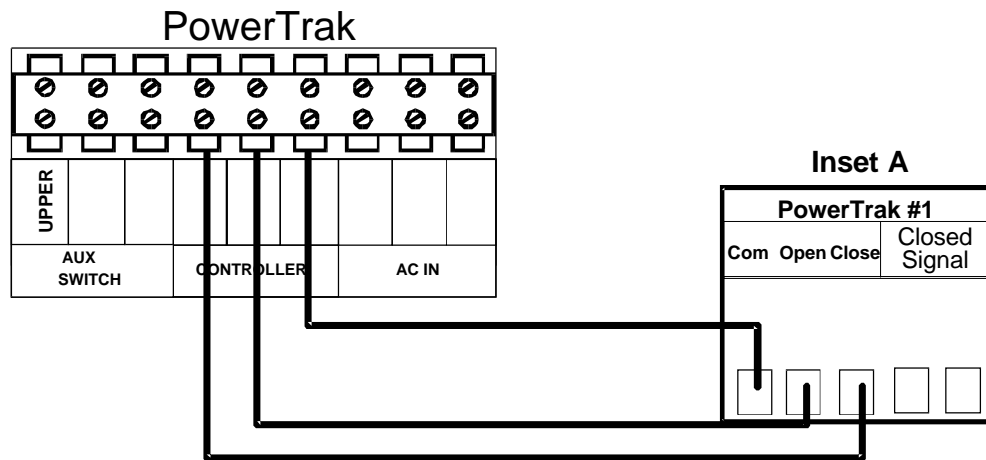 PowerTrak
UPPER
AUX
SWITCH
CONTROLLER
AC IN
Inset A
PowerTrak #1
Com Open Close
Closed
Signal